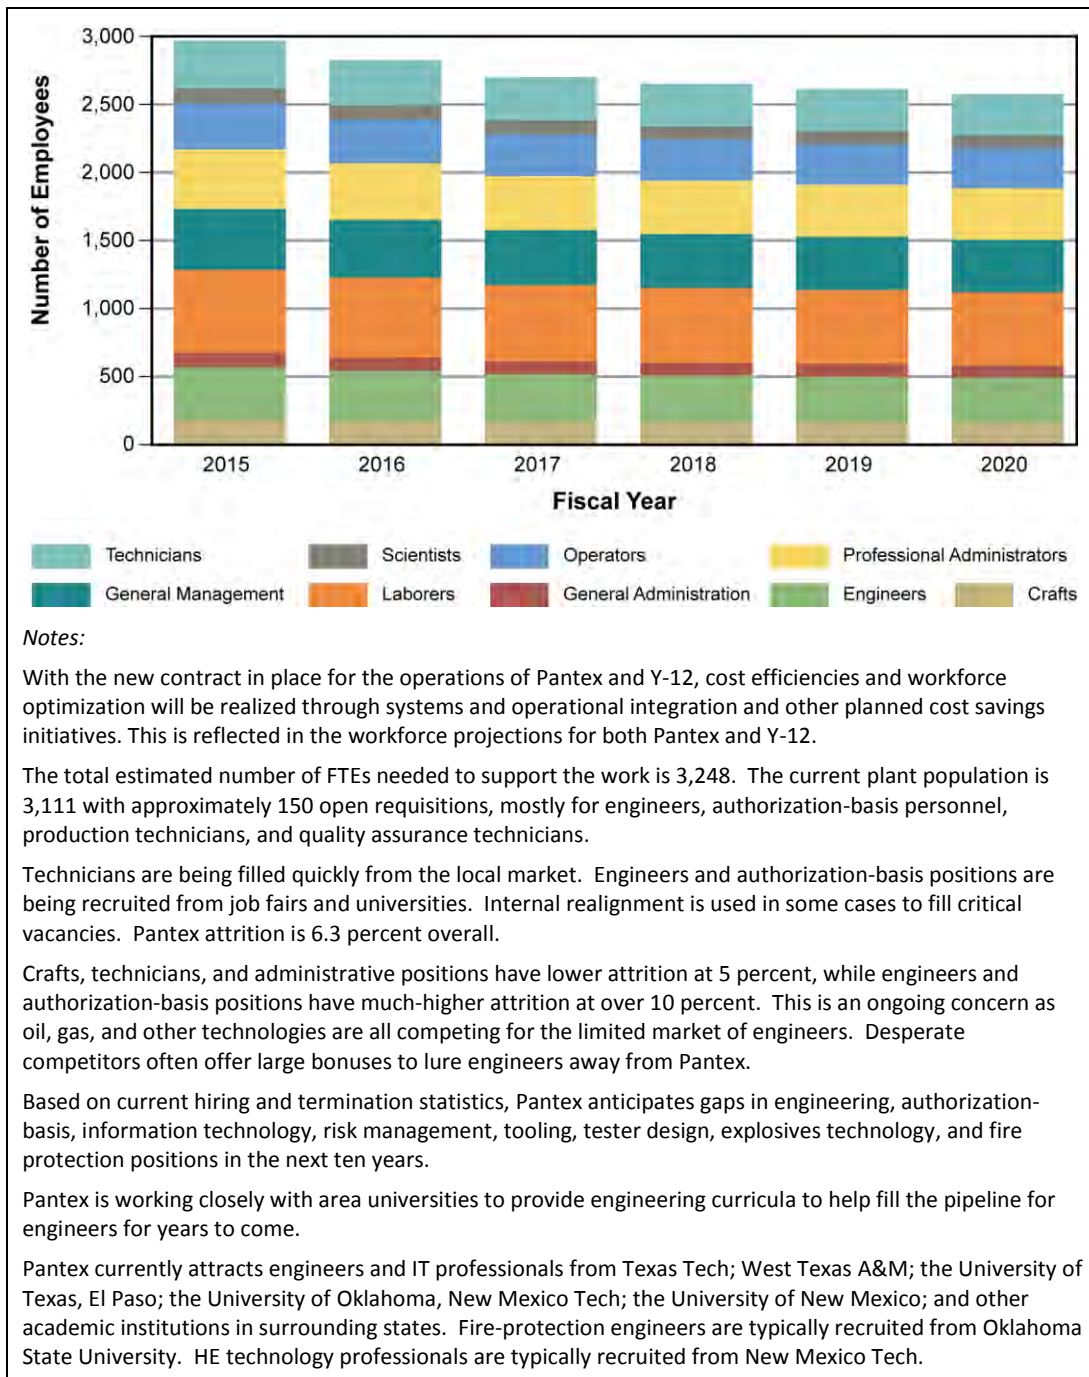 3,000
2,500
2,000
1,500
1,000
500
0
Number of Employees
2015
2016
2017
2018
2019
2020
Fiscal Year
Technicians
Scientists
Operators
Professional Administrators
General Management
Laborers
General Administration
Engineers
Crafts
Notes:
With the new contract in place for the operations of Pantex and Y-12, cost efficiencies and workforce
optimization will be realized through systems and operational integration and other planned cost savings
initiatives. This is reflected in the workforce projections for both Pantex and Y-12.
The total estimated number of FTEs needed to support the work is 3,248. The current plant population is
3,111 with approximately 150 open requisitions, mostly for engineers, authorization-basis personnel,
production technicians, and quality assurance technicians.
Technicians are being filled quickly from the local market. Engineers and authorization-basis positions are
being recruited from job fairs and universities. Internal realignment is used in some cases to fill critical
vacancies. Pantex attrition is 6.3 percent overall.
Crafts, technicians, and administrative positions have lower attrition at 5 percent, while engineers and
authorization-basis positions have much-higher attrition at over 10 percent. This is an ongoing concern as
oil, gas, and other technologies are all competing for the limited market of engineers. Desperate
competitors often offer large bonuses to lure engineers away from Pantex.
Based on current hiring and termination statistics, Pantex anticipates gaps in engineering, authorization-
basis, information technology, risk management, tooling, tester design, explosives technology, and fire
protection positions in the next ten years.
Pantex is working closely with area universities to provide engineering curricula to help fill the pipeline for
engineers for years to come.
Pantex currently attracts engineers and IT professionals from Texas Tech; West Texas A&M; the University of
Texas, El Paso; the University of Oklahoma, New Mexico Tech; the University of New Mexico; and other
academic institutions in surrounding states. Fire-protection engineers are typically recruited from Oklahoma
State University. HE technology professionals are typically recruited from New Mexico Tech.